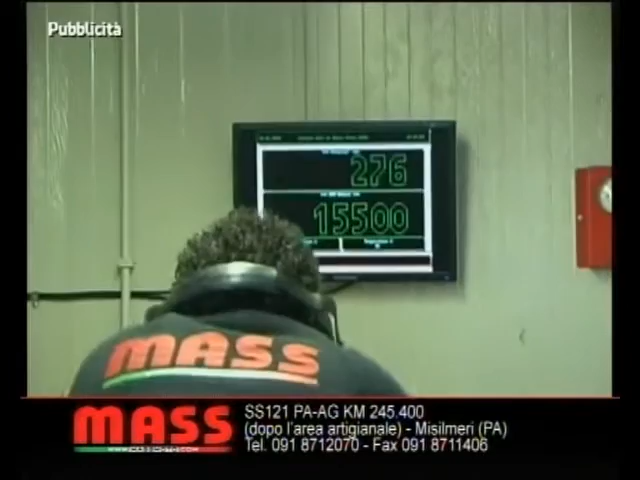 Pubblicità
276
15500
MASS
MASS
SS121 PA-AG KM 245.400
(dopo l'area artigianale) - Misilmeri (PA)
Tel. 091 8712070 - Fax 091 8711406